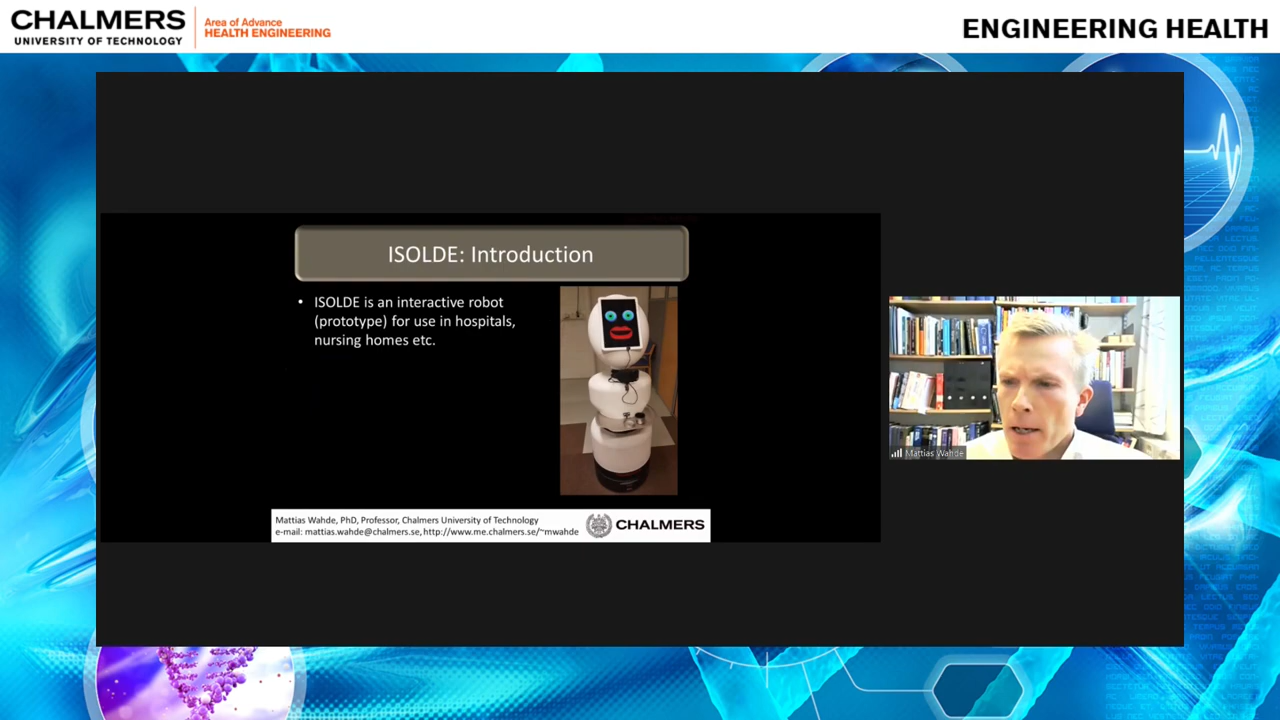 CHALMERS
UNIVERSITY OF TECHNOLOGY
Area of Advance
HEALTH ENGINEERING
ENGINEERING HEALTH
ISOLDE: Introduction
• ISOLDE is an interactive robot
(prototype) for use in hospitals,
nursing homes etc.
Mattias Wahde
Mattias Wahde, PhD, Professor, Chalmers University of Technology
e-mail: mattias.wahde@chalmers.se, http://www.me.chalmers.se/~mwahde
CHALMERS